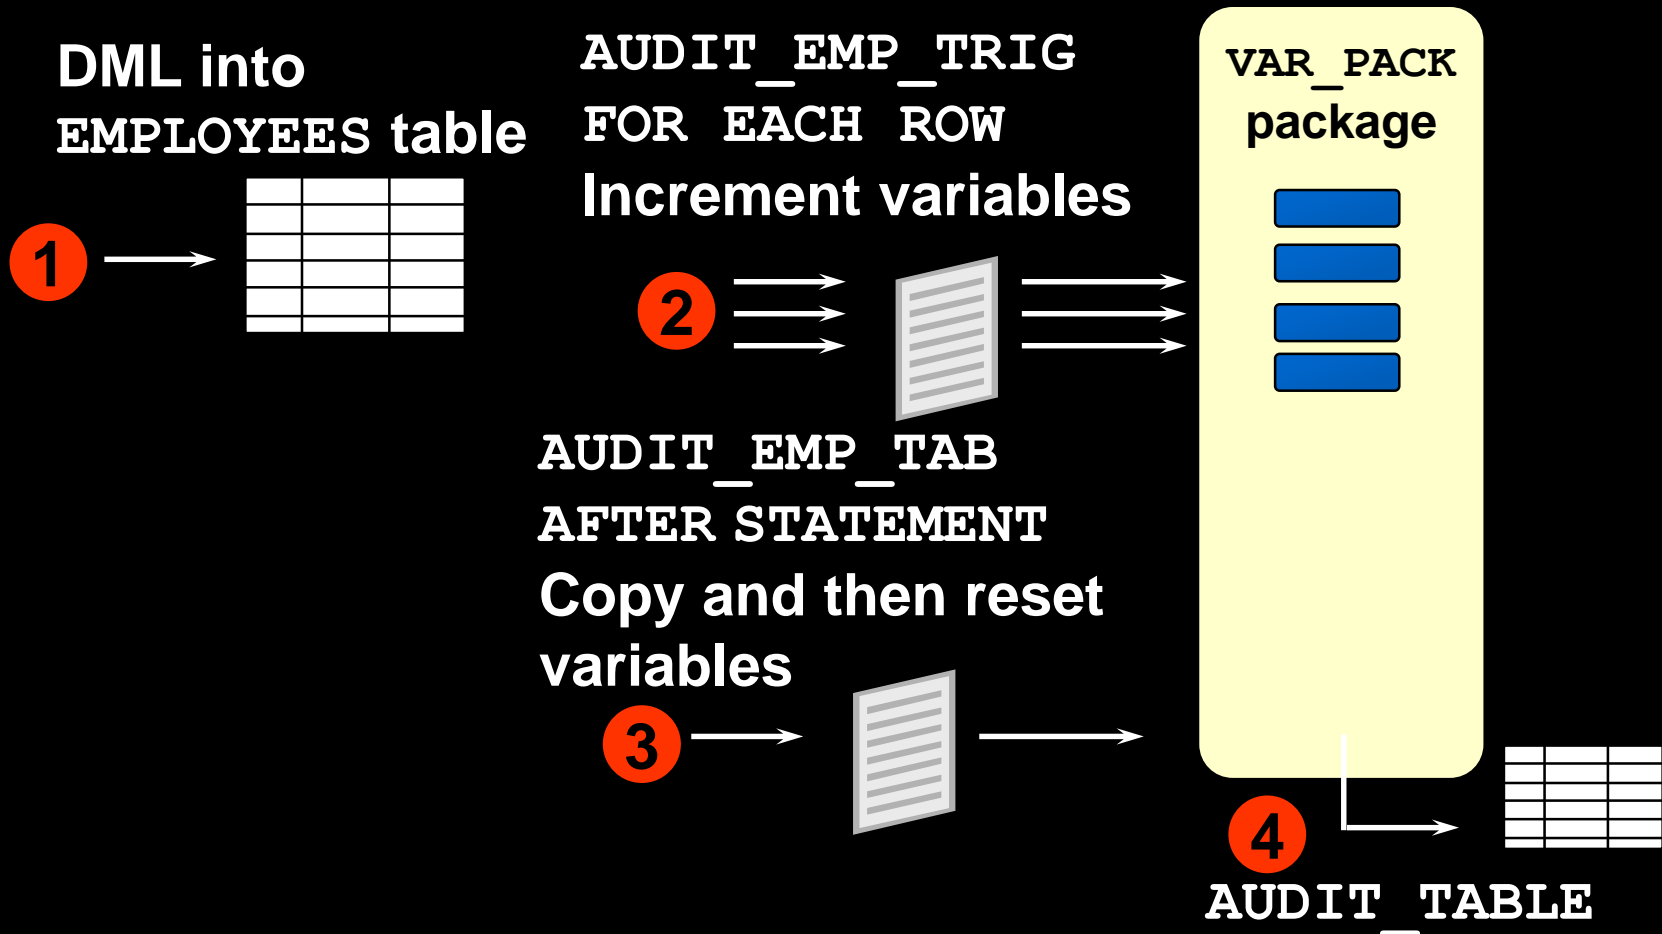 DML into
EMPLOYEES table
1
AUDIT_EMP_TRIG
FOR EACH ROW
Increment variables
2
VAR_PACK
package
AUDIT_EMP_TAB
AFTER STATEMENT
Copy and then reset
variables
3
4
AUDIT_TABLE